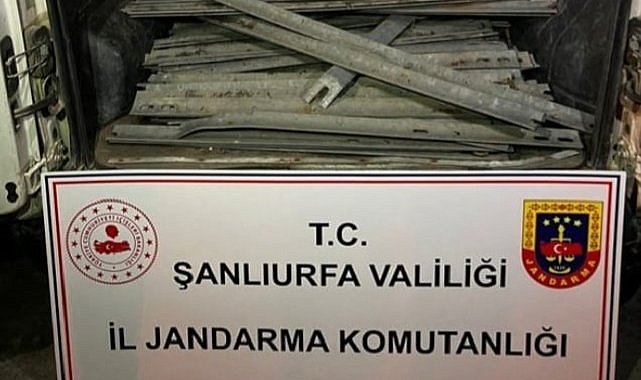 T.C.
ŞANLIURFA VALİLİĞİ
İL JANDARMA KOMUTANLIĞI
JANDARMA